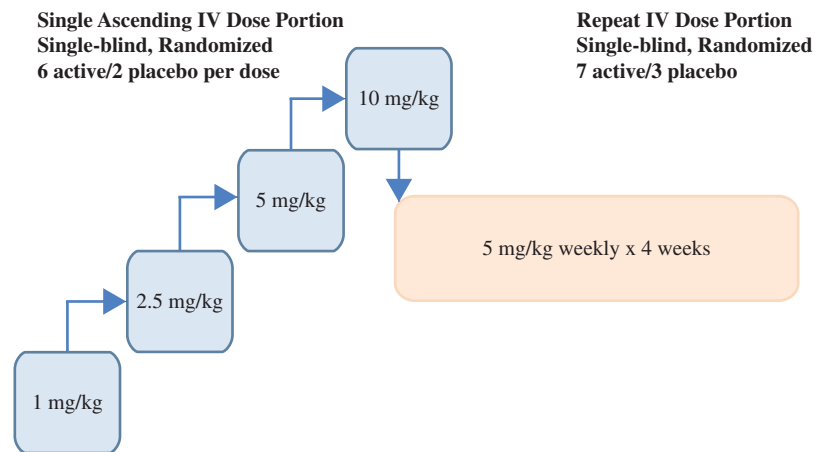 Single Ascending IV Dose Portion
Single-blind, Randomized
6 active/2 placebo per dose
Repeat IV Dose Portion
Single-blind, Randomized
7 active/3 placebo
10 mg/kg
5 mg/kg
5 mg/kg weekly x 4 weeks
2.5 mg/kg
1 mg/kg